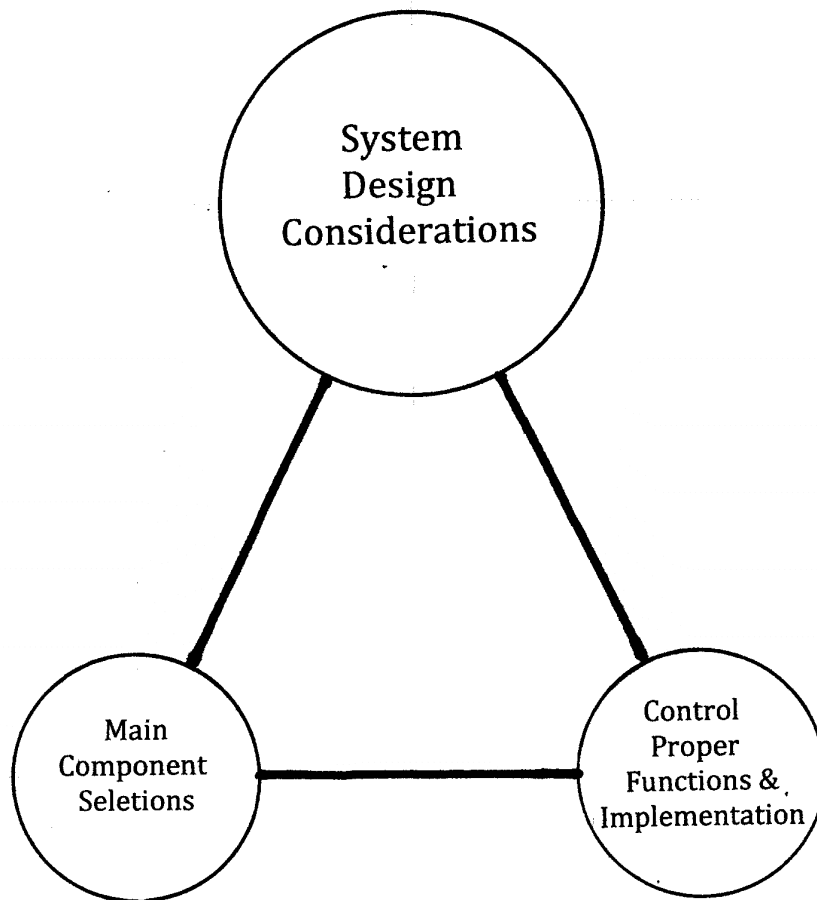 System
Design
Considerations
Main
Component
Seletions
Control
Proper
Functions &
Implementation